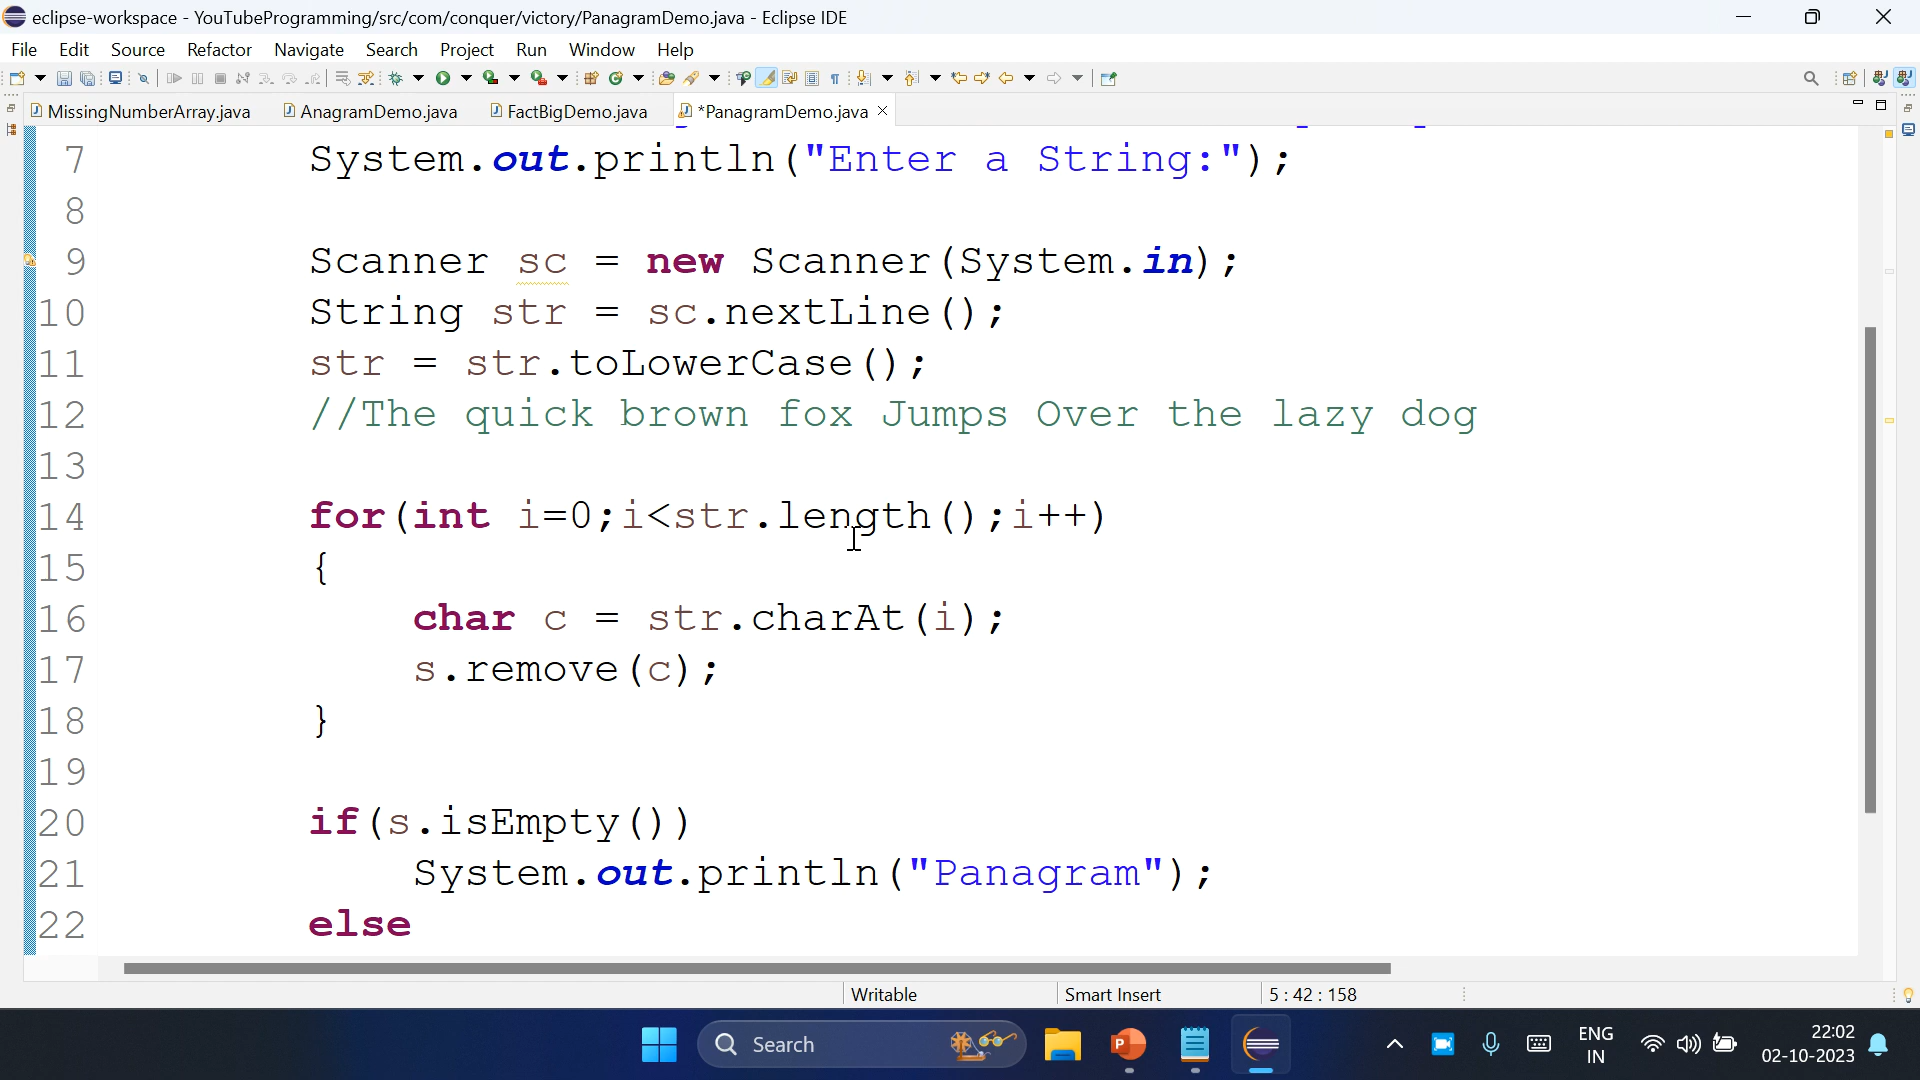 eclipse-workspace - YouTubeProgramming/src/com/conquer/victory/PanagramDemo.java - Eclipse IDE
File Edit Source Refactor Navigate Search Project Run Window Help
MissingNumberArray.java AnagramDemo.java FactBigDemo.java *PanagramDemo.java
7 System.out.println("Enter a String:");
8
9 Scanner sc = new Scanner(System.in);
10 String str = sc.nextLine();
11 str = str.toLowerCase();
12 //The quick brown fox Jumps Over the lazy dog
13
14 for(int i=0;i<str.length();i++)
15 {
16 char c = str.charAt(i);
17 s.remove(c);
18 }
19
20 if(s.isEmpty())
21 System.out.println("Panagram");
22 else
Writable Smart Insert 5 : 42 : 158
Search ENG IN 22:02 02-10-2023